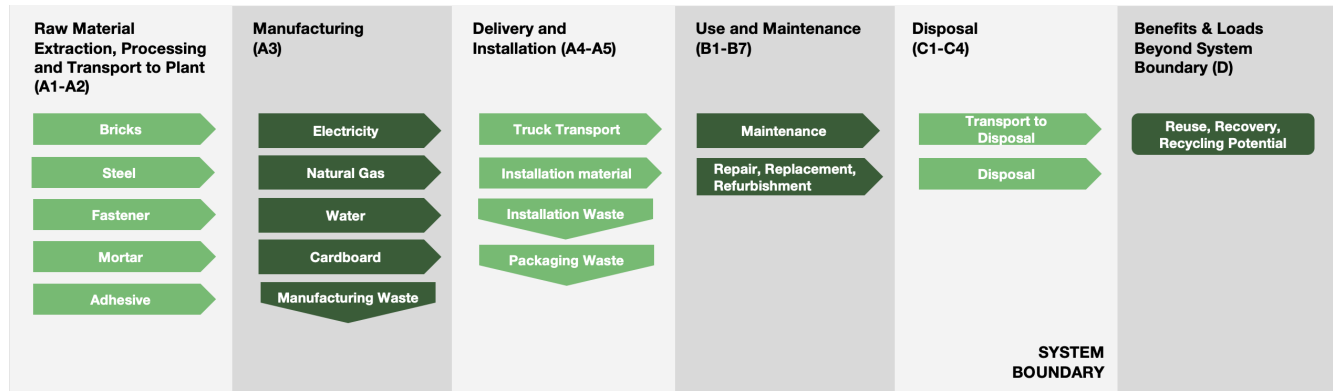 Raw Material
Extraction, Processing
and Transport to Plant
(A1-A2)
Bricks
Steel
Fastener
Mortar
Adhesive
Manufacturing
(A3)
Electricity
Natural Gas
Water
Cardboard
Manufacturing Waste
Delivery and
Installation (A4-A5)
Truck Transport
Installation material
Installation Waste
Packaging Waste
Use and Maintenance
(B1-B7)
Maintenance
Repair, Replacement,
Refurbishment
Disposal
(C1-C4)
Transport to
Disposal
Disposal
SYSTEM
BOUNDARY
Benefits & Loads
Beyond System
Boundary (D)
Reuse, Recovery,
Recycling Potential